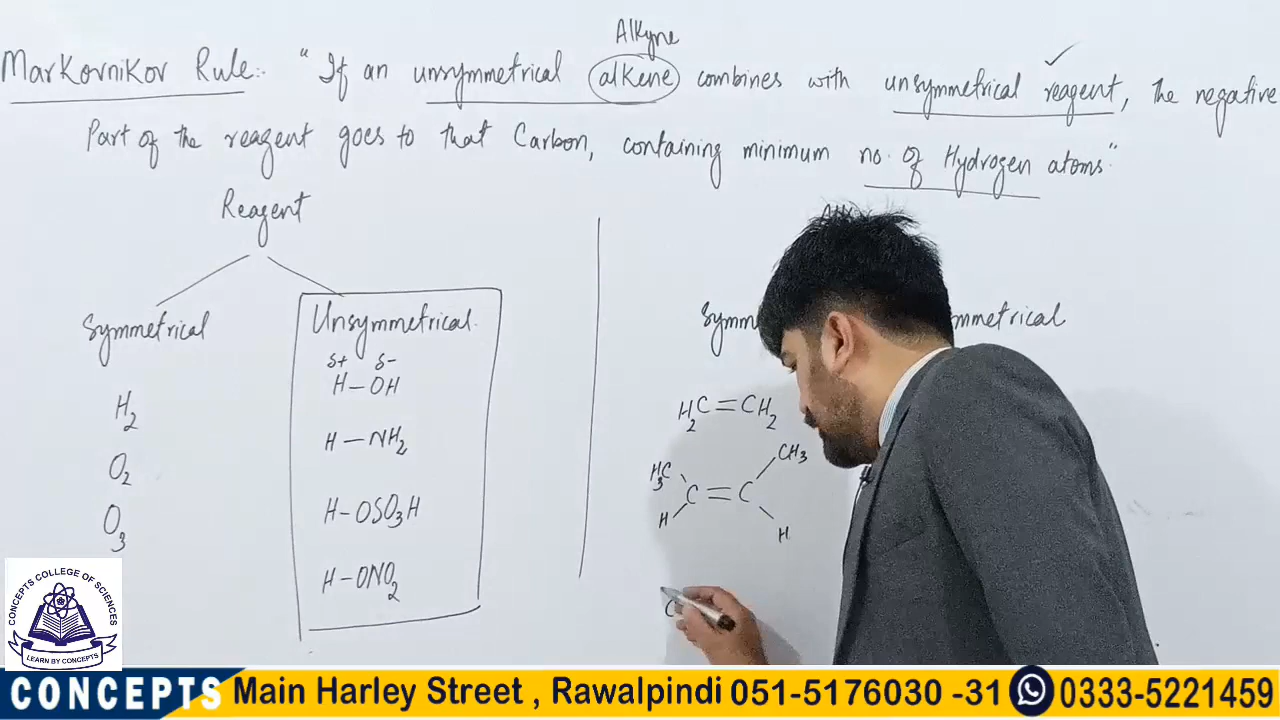 Alkyne
Markovnikov Rule:- "If an unsymmetrical alkene combines with unsymmetrical reagent, the negative
Part of the reagent goes to that Carbon, containing minimum no. of Hydrogen atoms"
Reagent
Symmetrical
Unsymmetrical.
δ+ δ-
H-OH
H2
H-NH2
O2
H-OSO3H
O3
H-ONO2
H2C=CH2
H3C CH3
C=C
H H
C
CONCEPTS COLLEGE OF SCIENCES
LEARN BY CONCEPTS
CONCEPTS Main Harley Street , Rawalpindi 051-5176030 -31 0333-5221459